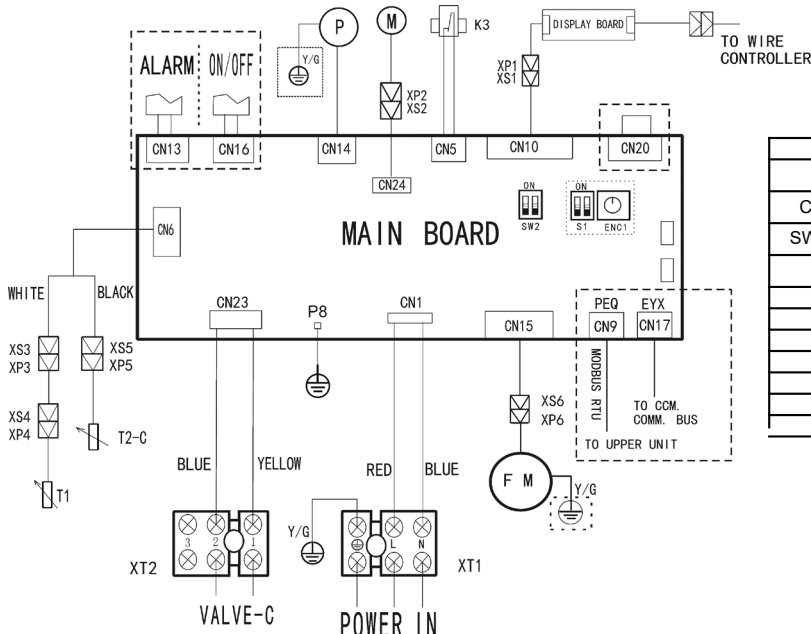 ALARM
ON/OFF
P
Y/G
M
XP2
XS2
K3
XP1
XS1
DISPLAY BOARD
TO WIRE
CONTROLLER
CN13
CN16
CN14
CN5
CN10
CN20
CN24
CN6
MAIN BOARD
ON
SW2
ON
S1
ENC1
C
SW
WHITE
BLACK
CN23
P8
CN1
CN15
PEQ
EYX
CN9
CN17
XS3
XP3
XS5
XP5
XS4
XP4
T2-C
T1
XS6
XP6
MODBUS RTU
TO CCM.
COMM. BUS
TO UPPER UNIT
BLUE
YELLOW
RED
BLUE
F M
Y/G
Y/G
3
2
1
L
N
XT2
XT1
VALVE-C
POWER IN